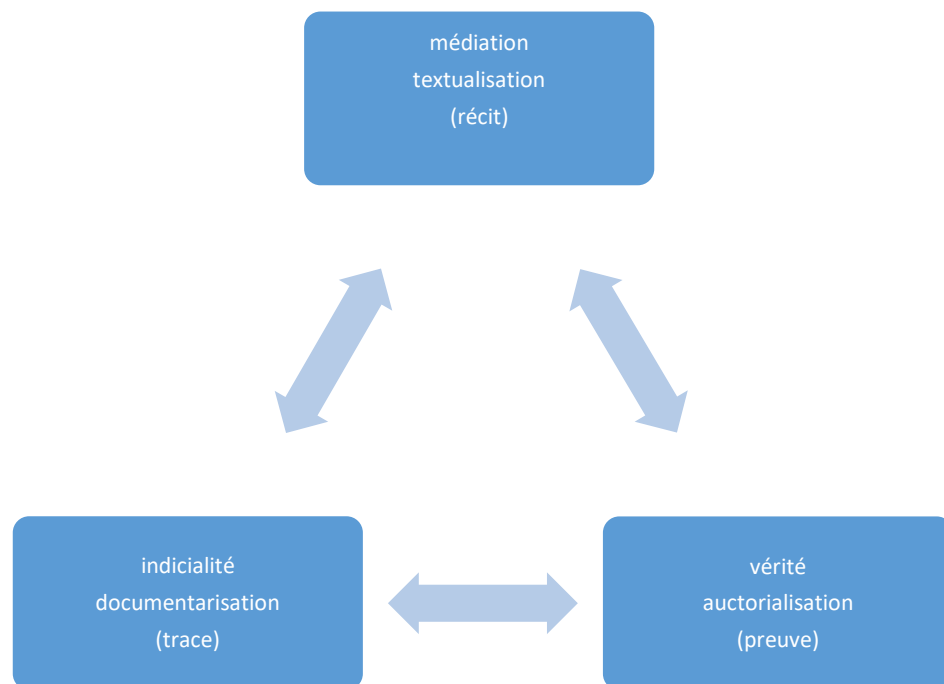 médiation
textualisation
(récit)
indicialité
documentarisation
(trace)
vérité
auctorialisation
(preuve)